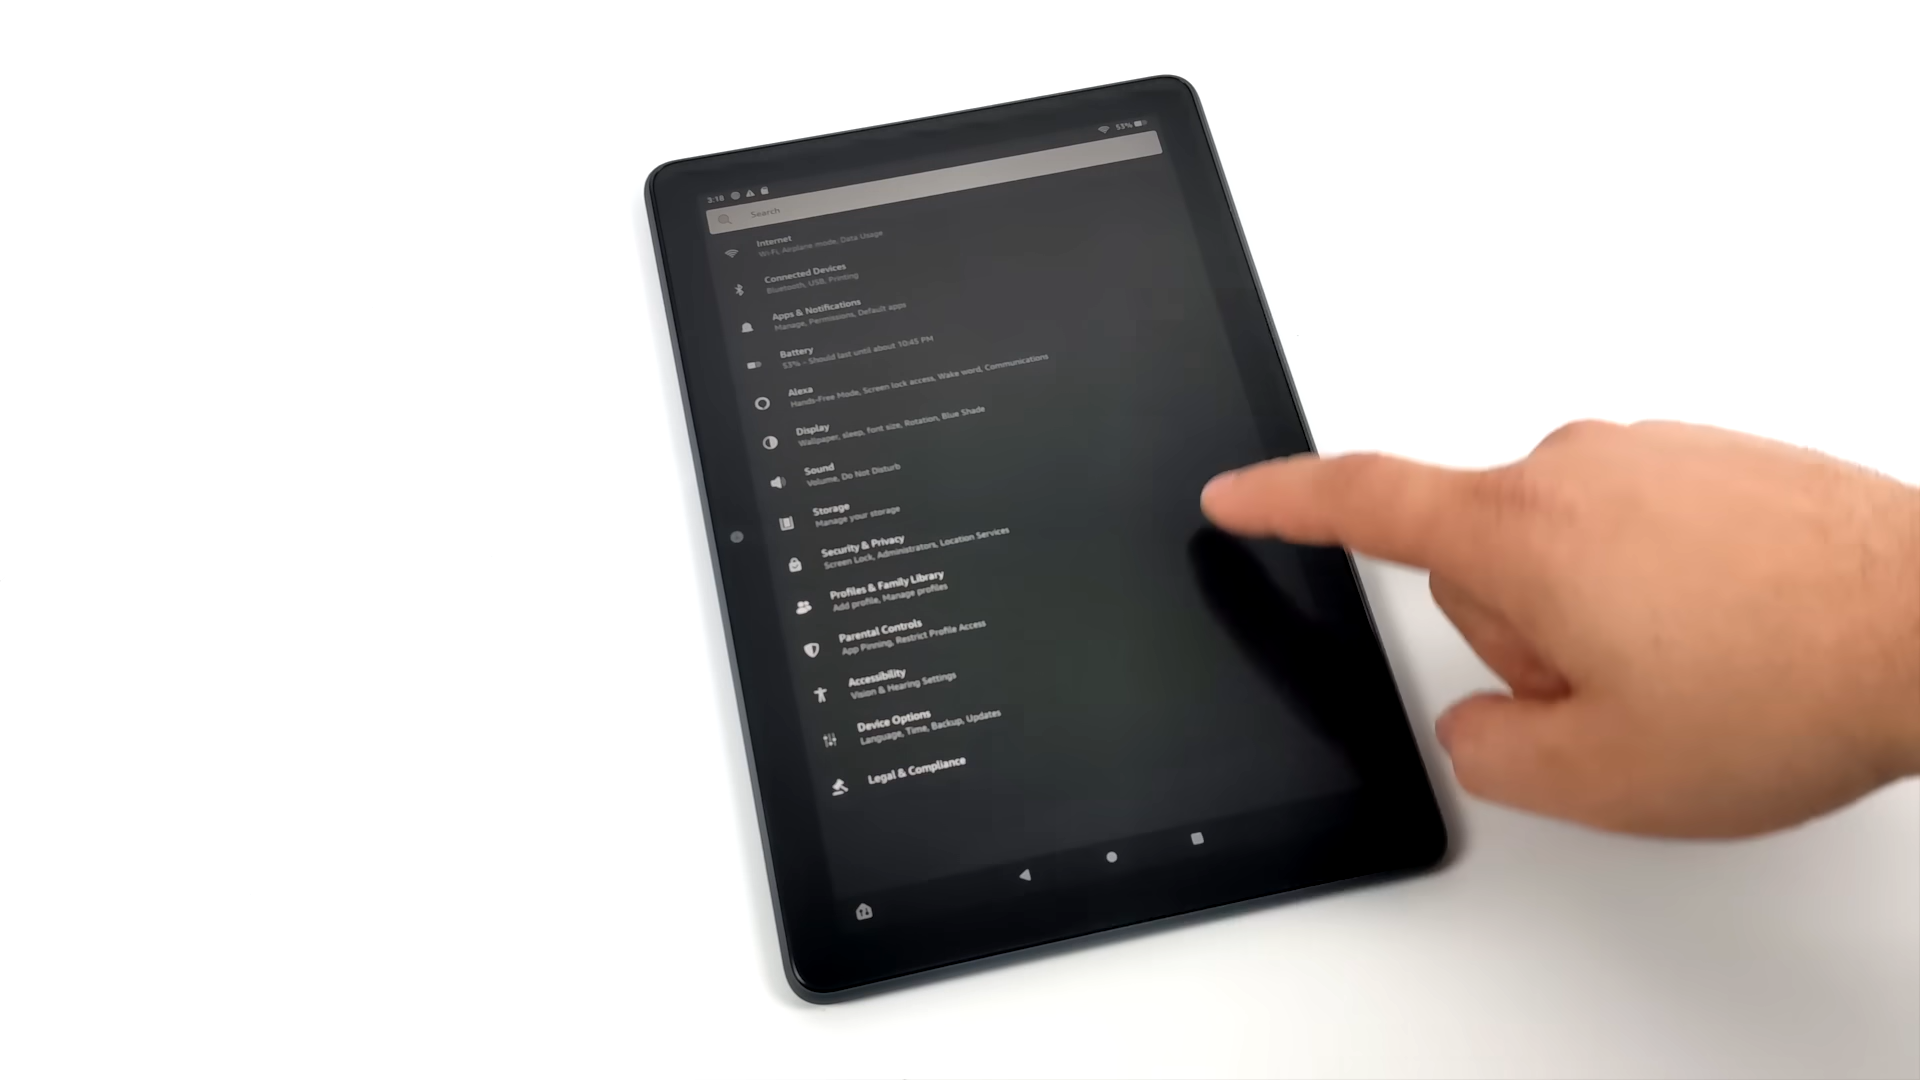 3:18
53%
Search
Internet
Wi-Fi, Airplane mode, Data Usage
Connected Devices
Bluetooth, USB, Printing
Apps & Notifications
Manage, Permissions, Default apps
Battery
53% - Should last until about 10:45 PM
Alexa
Hands-Free Mode, Screen lock access, Wake word, Communications
Display
Wallpaper, sleep, font size, Rotation, Blue Shade
Sound
Volume, Do Not Disturb
Storage
Manage your storage
Security & Privacy
Screen Lock, Administrators, Location Services
Profiles & Family Library
Add profile, Manage profiles
Parental Controls
App Pinning, Restrict Profile Access
Accessibility
Vision & Hearing Settings
Device Options
Language, Time, Backup, Updates
Legal & Compliance